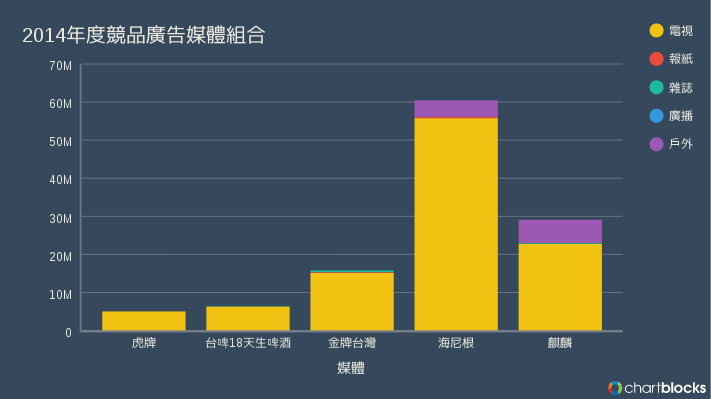 2014年度競品廣告媒體組合
電視
報紙
雜誌
廣播
戶外
70M
60M
50M
40M
30M
20M
10M
0
虎牌
台啤18天生啤酒
金牌台灣
海尼根
麒麟
媒體
chartblocks